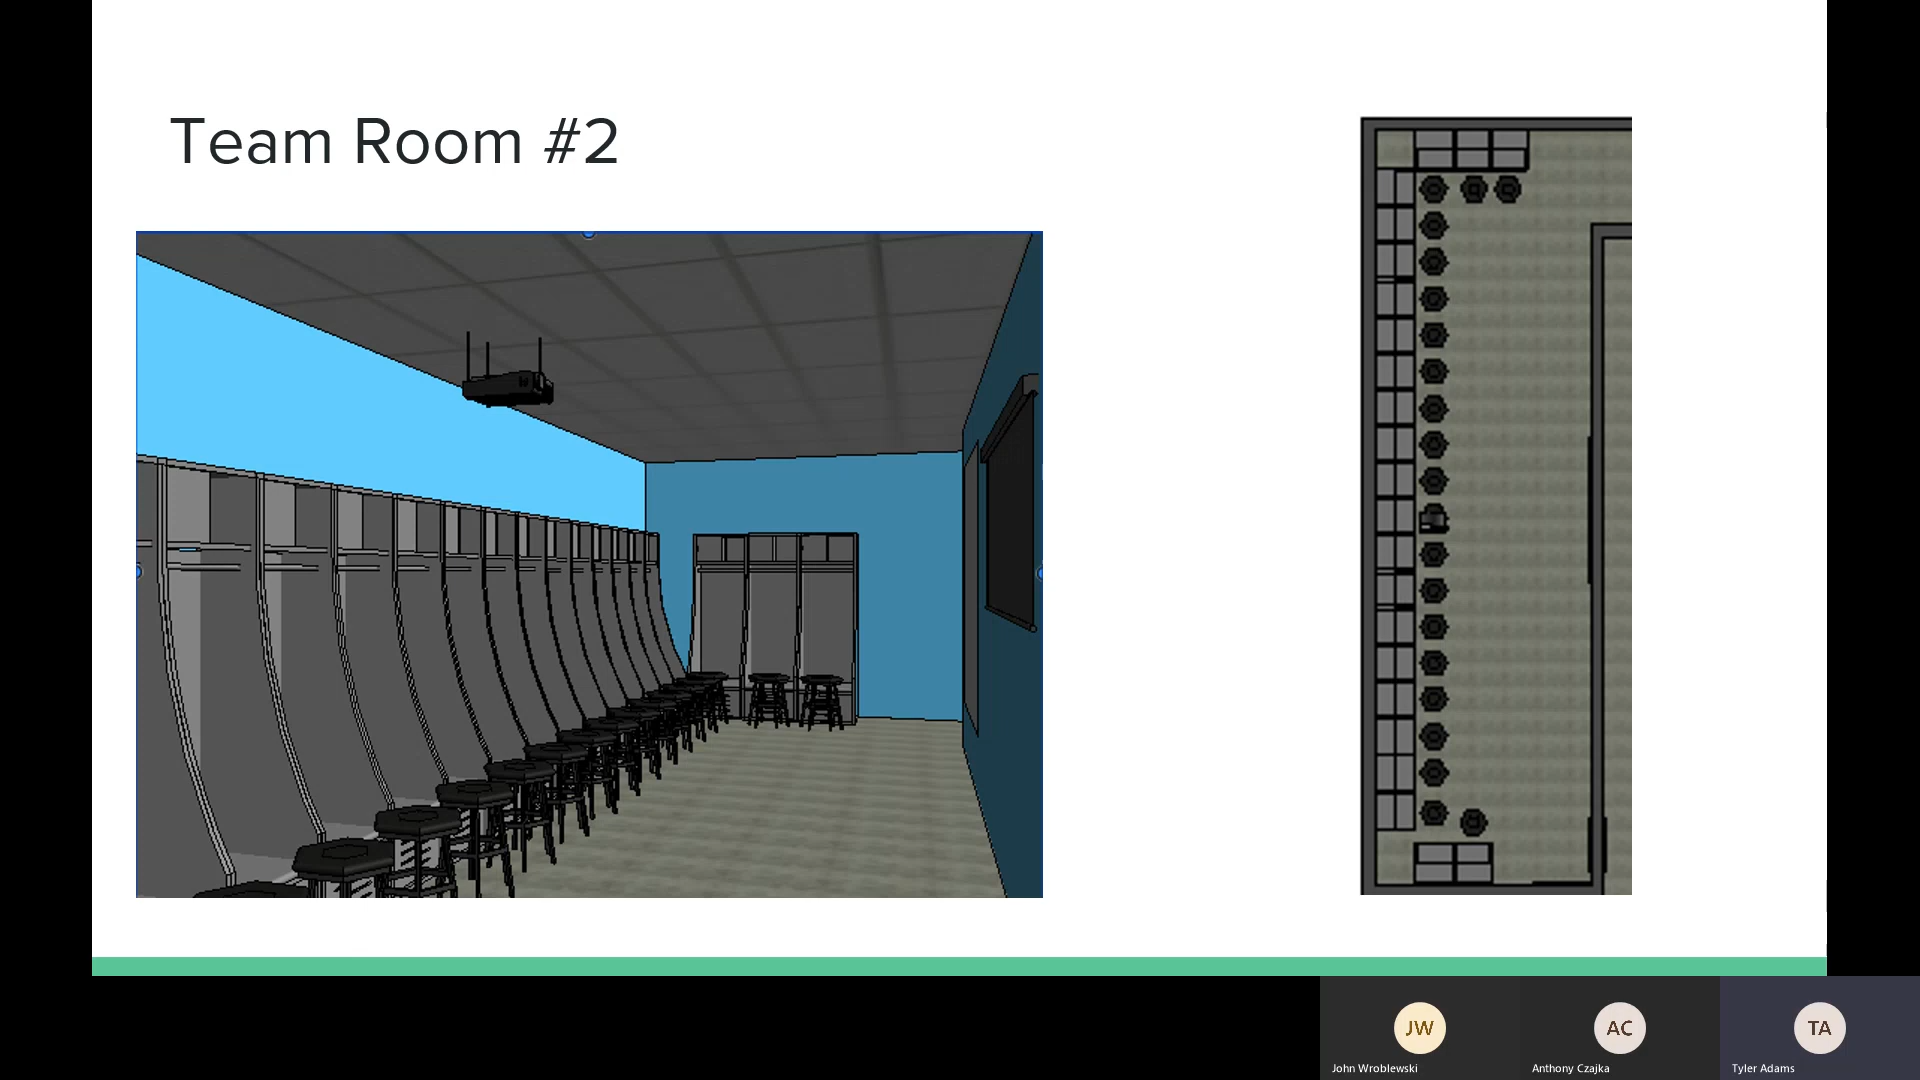 Team Room #2
JW
AC
TA
John Wroblewski
Anthony Czajka
Tyler Adams